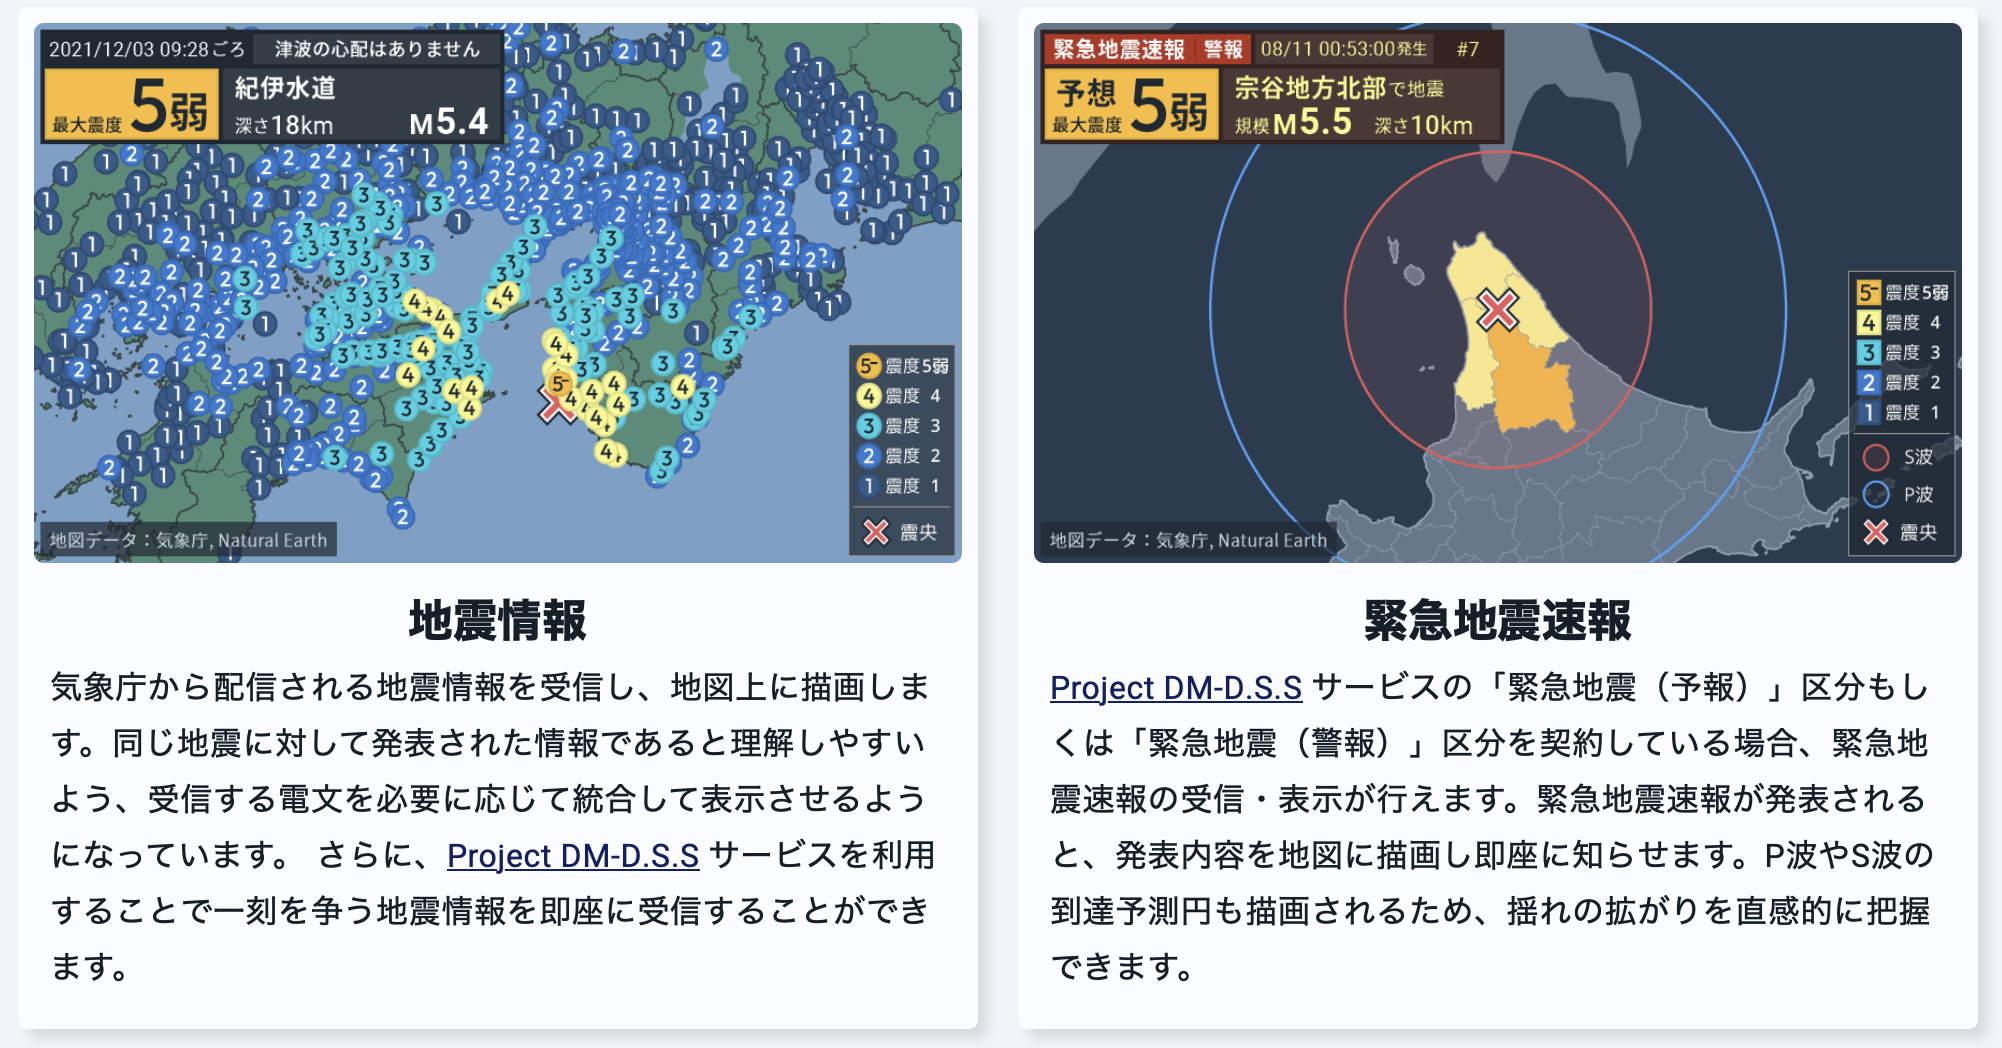 2021/12/03 09:28ごろ 津波の心配はありません
最大震度 5弱
紀伊水道
深さ18km M5.4
5- 震度5弱
4 震度 4
3 震度 3
2 震度 2
1 震度 1
震央
地図データ：気象庁, Natural Earth
地震情報
気象庁から配信される地震情報を受信し、地図上に描画しま
す。同じ地震に対して発表された情報であると理解しやすい
よう、受信する電文を必要に応じて統合して表示させるよう
になっています。 さらに、Project DM-D.S.S サービスを利用
することで一刻を争う地震情報を即座に受信することができ
ます。
緊急地震速報 警報 08/11 00:53:00発生 #7
予想
最大震度 5弱
宗谷地方北部で地震
規模 M5.5 深さ10km
5- 震度5弱
4 震度 4
3 震度 3
2 震度 2
1 震度 1
S波
P波
震央
地図データ：気象庁, Natural Earth
緊急地震速報
Project DM-D.S.S サービスの「緊急地震（予報）」区分もし
くは「緊急地震（警報）」区分を契約している場合、緊急地
震速報の受信・表示が行えます。緊急地震速報が発表される
と、発表内容を地図に描画し即座に知らせます。P波やS波の
到達予測円も描画されるため、揺れの拡がりを直感的に把握
できます。